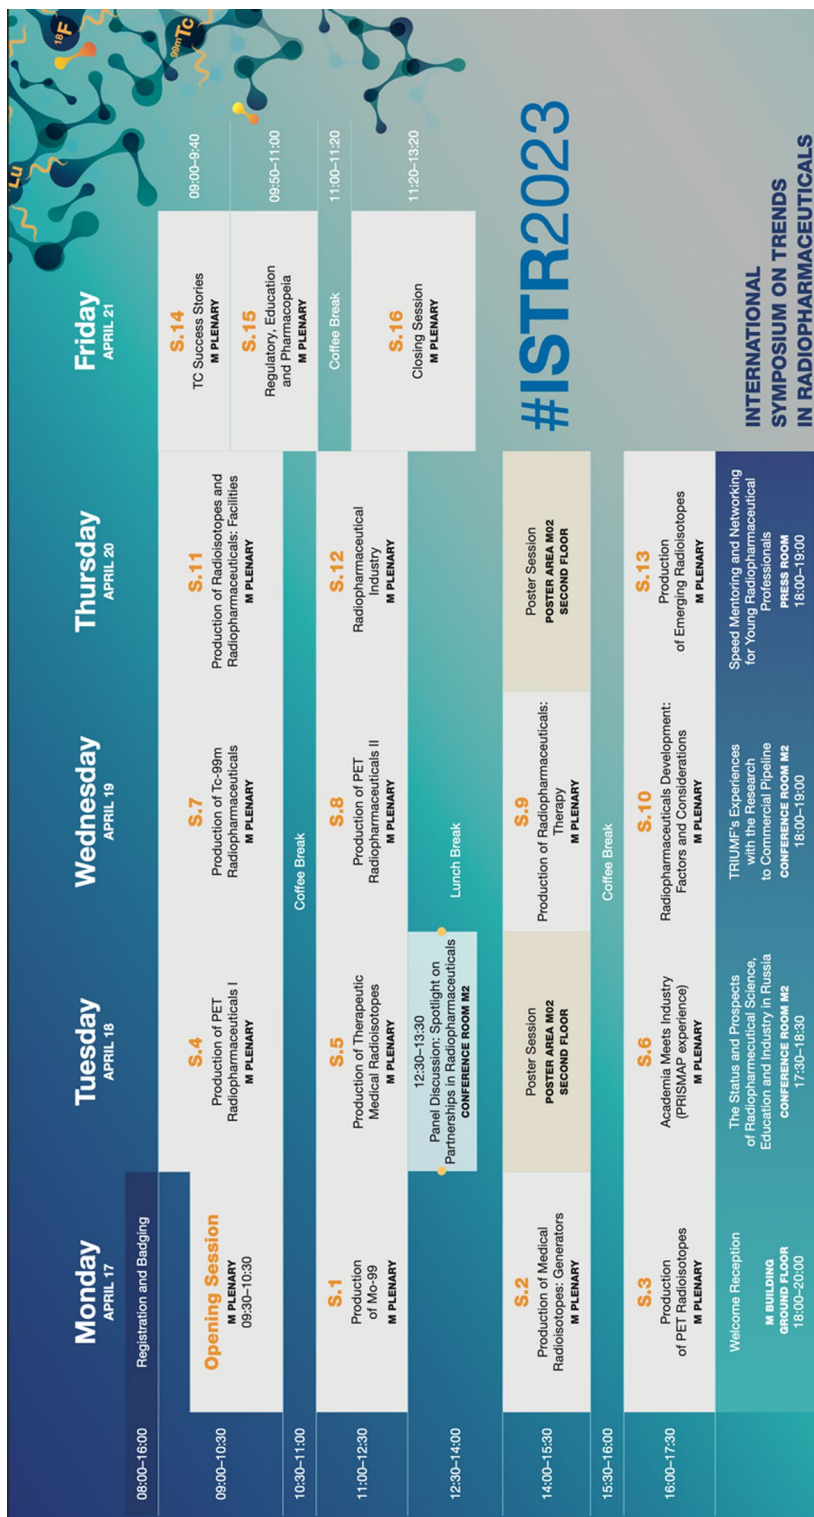 18F
99mTc
Lu
Monday
APRIL 17
Tuesday
APRIL 18
Wednesday
APRIL 19
Thursday
APRIL 20
Friday
APRIL 21
08:00–16:00
Registration and Badging
09:00–10:30
Opening Session
M PLENARY
09:30–10:30
S.4
Production of PET
Radiopharmaceuticals I
M PLENARY
S.7
Production of Tc-99m
Radiopharmaceuticals
M PLENARY
S.11
Production of Radioisotopes and
Radiopharmaceuticals: Facilities
M PLENARY
S.14
TC Success Stories
M PLENARY
09:00–9:40
S.15
Regulatory, Education
and Pharmacopeia
M PLENARY
09:50–11:00
10:30–11:00
Coffee Break
Coffee Break
11:00–11:20
11:00–12:30
S.1
Production
of Mo-99
M PLENARY
S.5
Production of Therapeutic
Medical Radioisotopes
M PLENARY
S.8
Production of PET
Radiopharmaceuticals II
M PLENARY
S.12
Radiopharmaceutical
Industry
M PLENARY
S.16
Closing Session
M PLENARY
11:20–13:20
12:30–14:00
12:30–13:30
Panel Discussion: Spotlight on
Partnerships in Radiopharmaceuticals
CONFERENCE ROOM M2
Lunch Break
14:00–15:30
S.2
Production of Medical
Radioisotopes: Generators
M PLENARY
Poster Session
POSTER AREA M02
SECOND FLOOR
S.9
Production of Radiopharmaceuticals:
Therapy
M PLENARY
Poster Session
POSTER AREA M02
SECOND FLOOR
#ISTR2023
15:30–16:00
Coffee Break
16:00–17:30
S.3
Production
of PET Radioisotopes
M PLENARY
S.6
Academia Meets Industry
(PRISMAP experience)
M PLENARY
S.10
Radiopharmaceuticals Development:
Factors and Considerations
M PLENARY
S.13
Production
of Emerging Radioisotopes
M PLENARY
Welcome Reception
M BUILDING
GROUND FLOOR
18:00–20:00
The Status and Prospects
of Radiopharmecutical Science,
Education and Industry in Russia
CONFERENCE ROOM M2
17:30–18:30
TRIUMF's Experiences
with the Research
to Commercial Pipeline
CONFERENCE ROOM M2
18:00–19:00
Speed Mentoring and Networking
for Young Radiopharmaceutical
Professionals
PRESS ROOM
18:00–19:00
INTERNATIONAL
SYMPOSIUM ON TRENDS
IN RADIOPHARMACEUTICALS